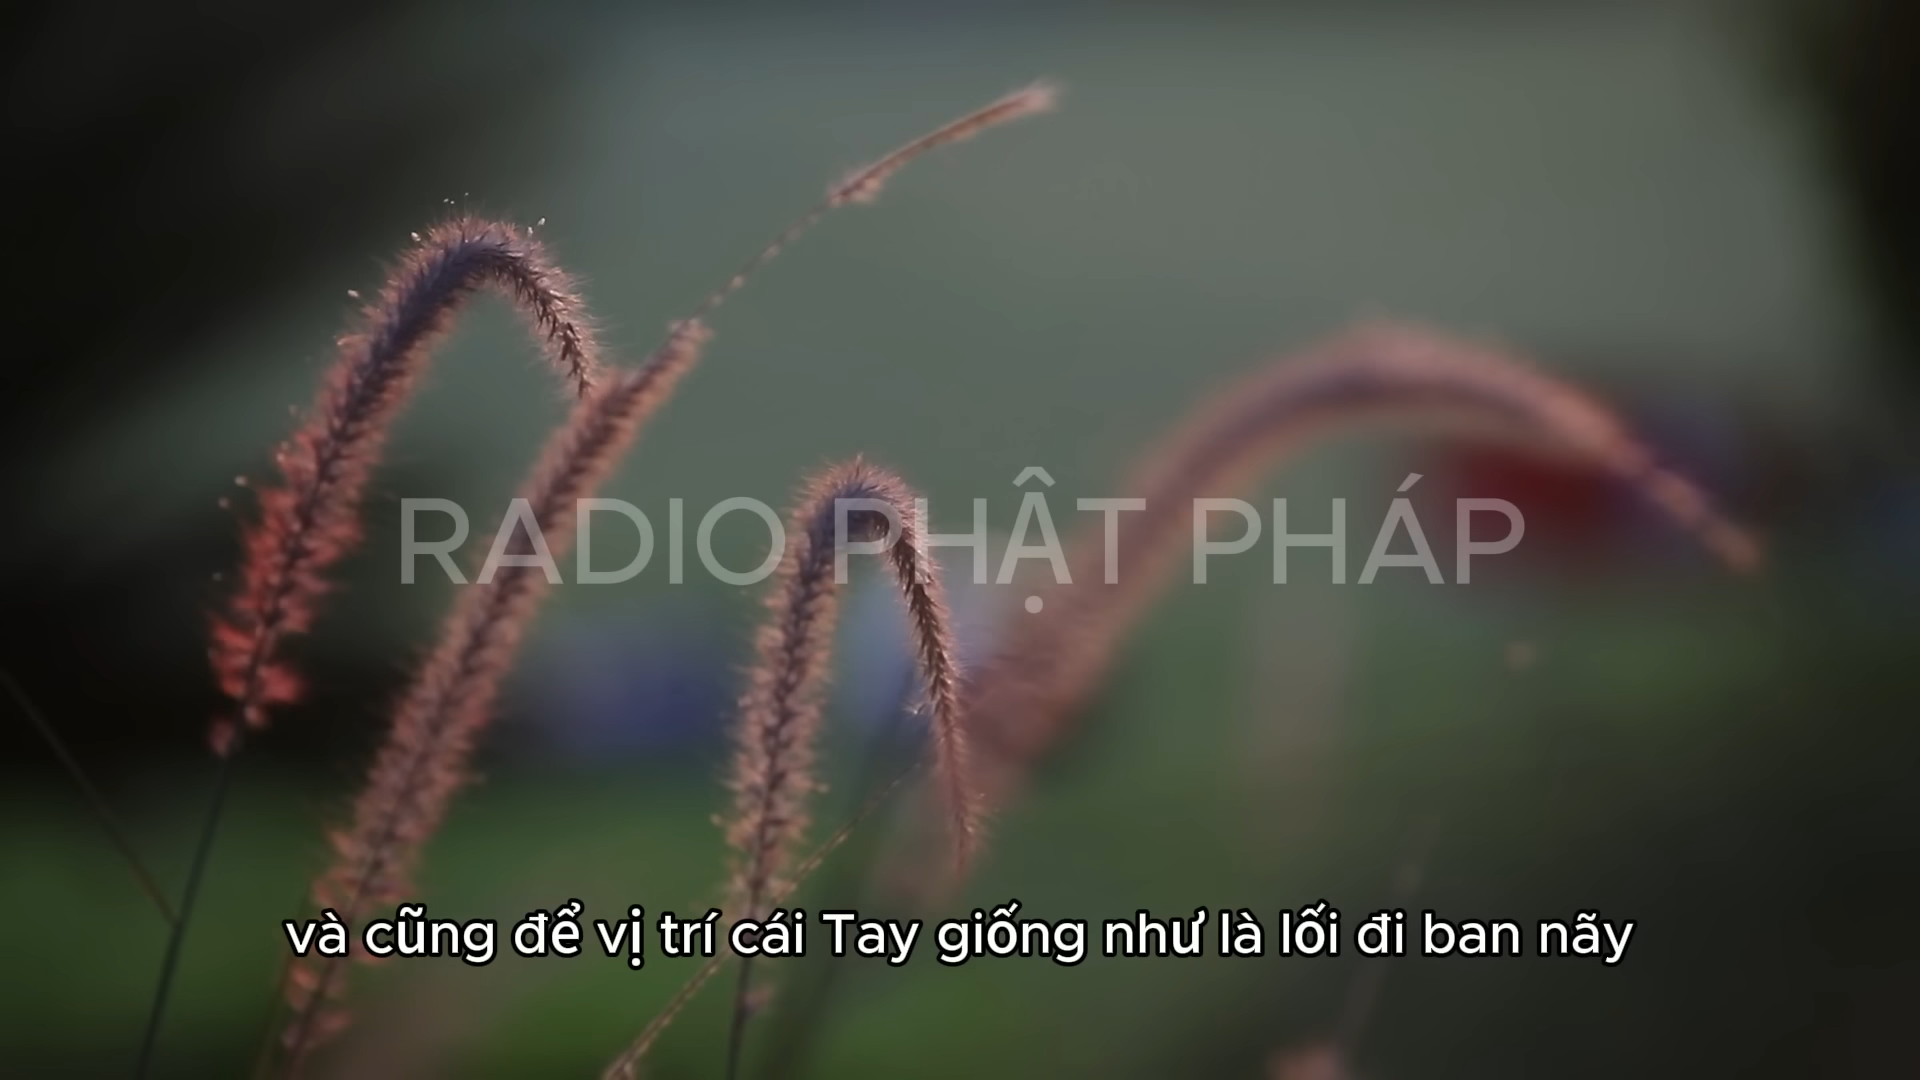 RADIO PHẬT PHÁP
và cũng để vị trí cái Tay giống như là lối đi ban nãy